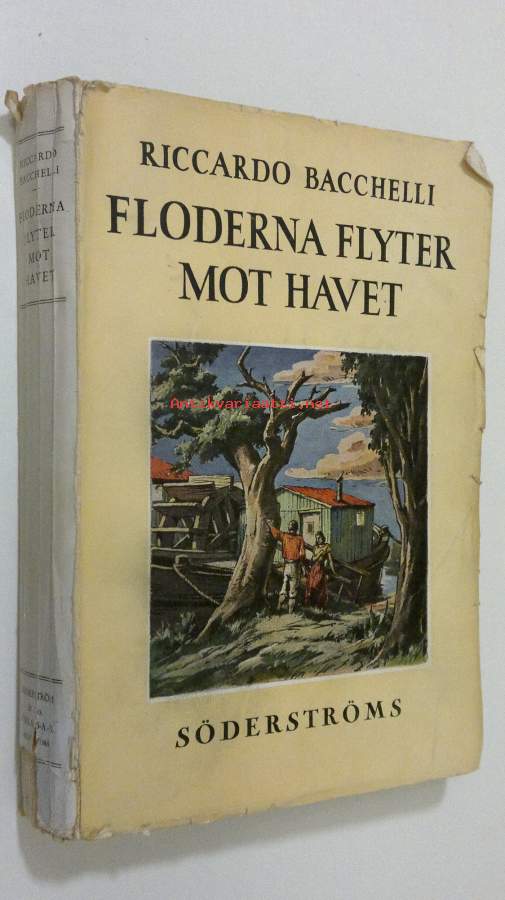 RICCARDO
BACCHELLI
FLODERNA
FLYTER
MOT
HAVET
RICCARDO BACCHELLI
FLODERNA FLYTER
MOT HAVET
Antikvariaatti.net
SÖDERSTRÖMS